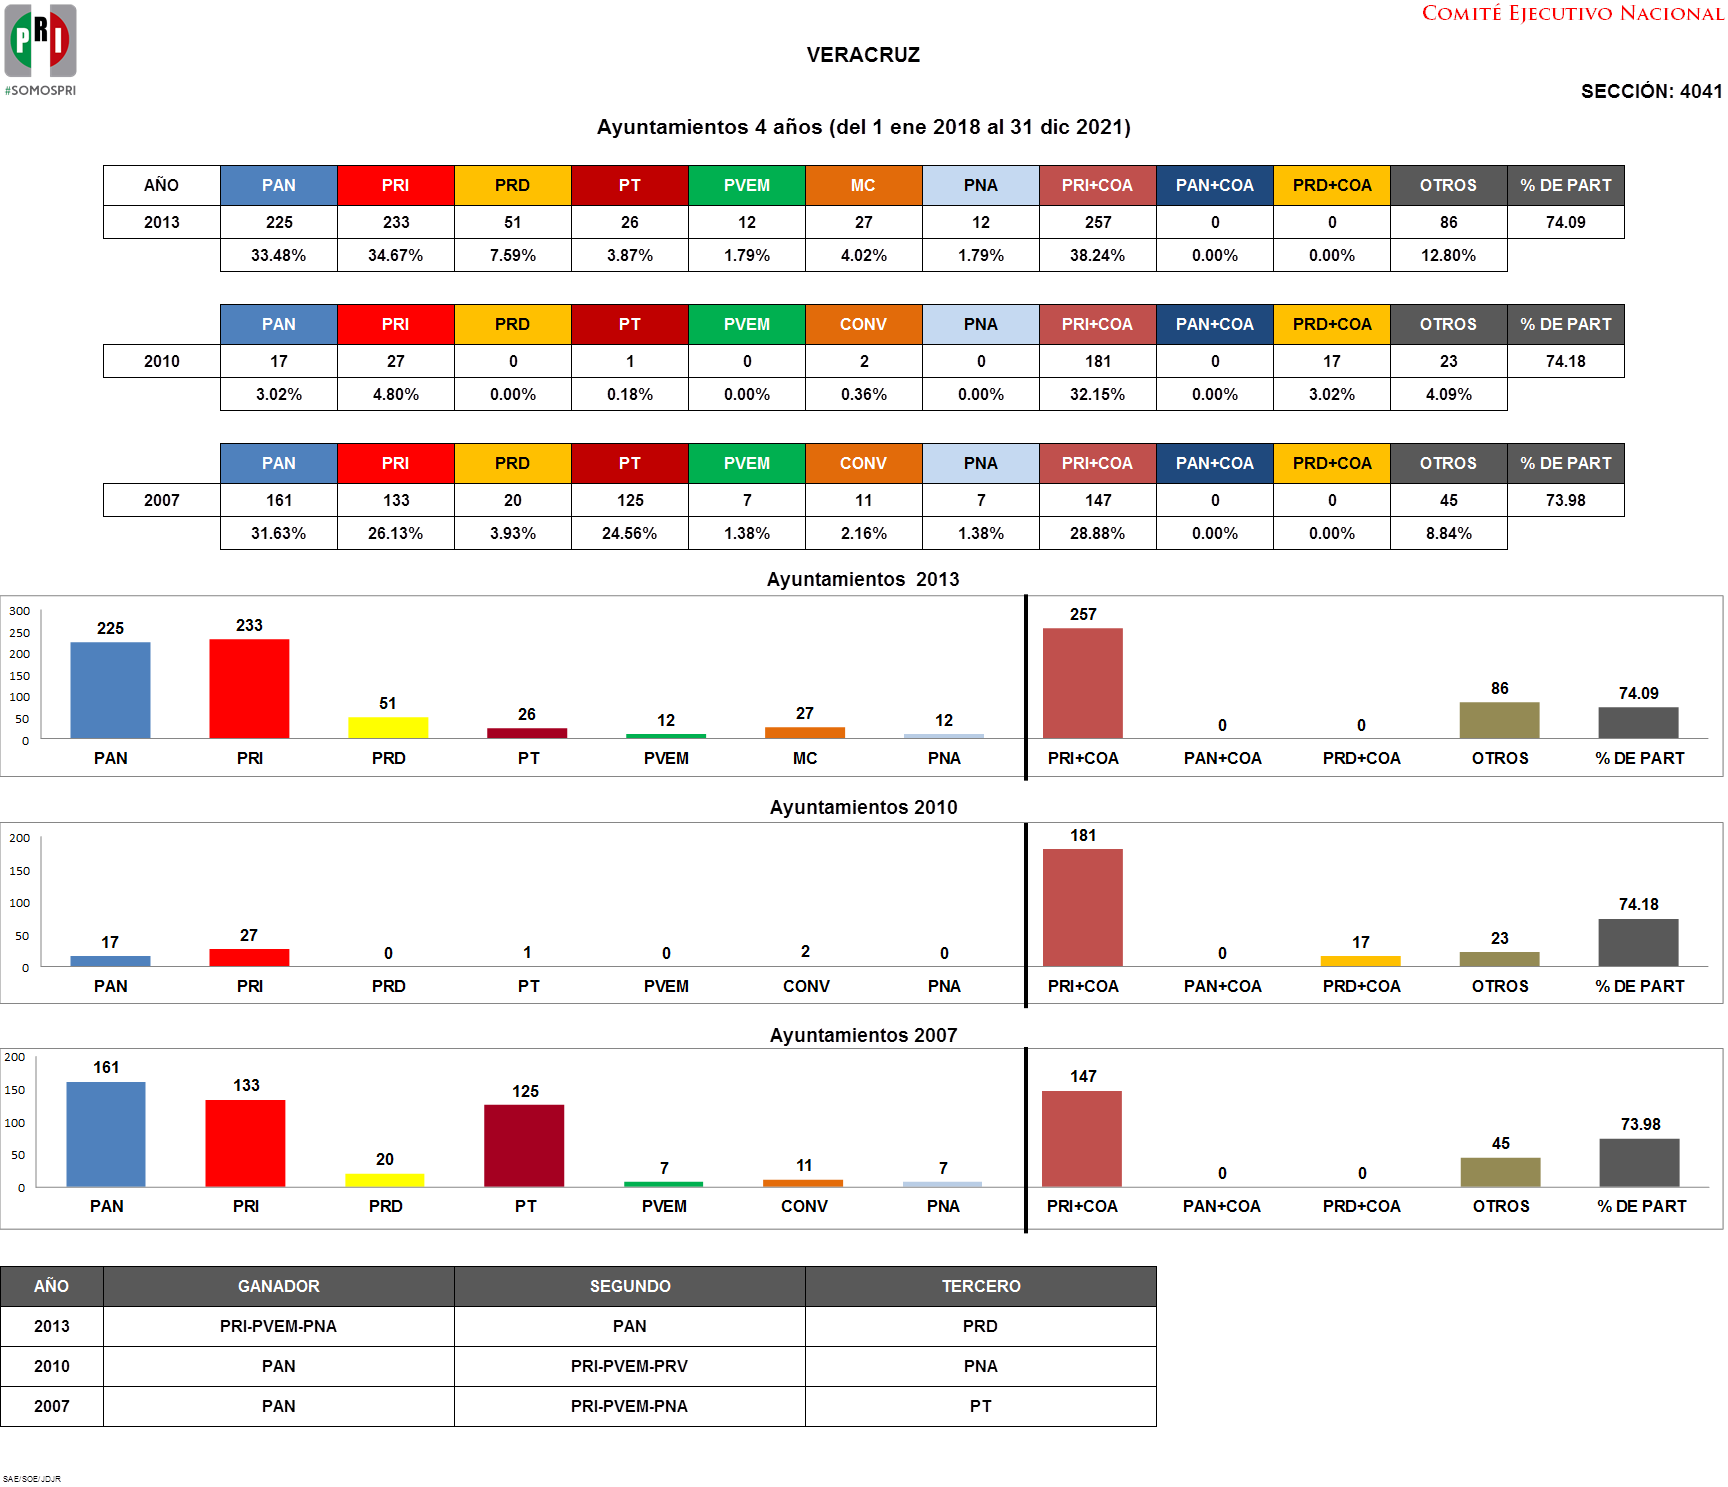 PRI
#SOMOSPRI
COMITÉ EJECUTIVO NACIONAL
VERACRUZ
SECCIÓN: 4041
Ayuntamientos 4 años (del 1 ene 2018 al 31 dic 2021)
AÑO PAN PRI PRD PT PVEM MC PNA PRI+COA PAN+COA PRD+COA OTROS % DE PART
2013 225 233 51 26 12 27 12 257 0 0 86 74.09
33.48% 34.67% 7.59% 3.87% 1.79% 4.02% 1.79% 38.24% 0.00% 0.00% 12.80%
PAN PRI PRD PT PVEM CONV PNA PRI+COA PAN+COA PRD+COA OTROS % DE PART
2010 17 27 0 1 0 2 0 181 0 17 23 74.18
3.02% 4.80% 0.00% 0.18% 0.00% 0.36% 0.00% 32.15% 0.00% 3.02% 4.09%
PAN PRI PRD PT PVEM CONV PNA PRI+COA PAN+COA PRD+COA OTROS % DE PART
2007 161 133 20 125 7 11 7 147 0 0 45 73.98
31.63% 26.13% 3.93% 24.56% 1.38% 2.16% 1.38% 28.88% 0.00% 0.00% 8.84%
Ayuntamientos 2013
300
250
200
150
100
50
0
225 233 51 26 12 27 12 257 0 0 86 74.09
PAN PRI PRD PT PVEM MC PNA PRI+COA PAN+COA PRD+COA OTROS % DE PART
Ayuntamientos 2010
200
150
100
50
0
17 27 0 1 0 2 0 181 0 17 23 74.18
PAN PRI PRD PT PVEM CONV PNA PRI+COA PAN+COA PRD+COA OTROS % DE PART
Ayuntamientos 2007
200
150
100
50
0
161 133 20 125 7 11 7 147 0 0 45 73.98
PAN PRI PRD PT PVEM CONV PNA PRI+COA PAN+COA PRD+COA OTROS % DE PART
AÑO GANADOR SEGUNDO TERCERO
2013 PRI-PVEM-PNA PAN PRD
2010 PAN PRI-PVEM-PRV PNA
2007 PAN PRI-PVEM-PNA PT
SAE/SOE/JDJR